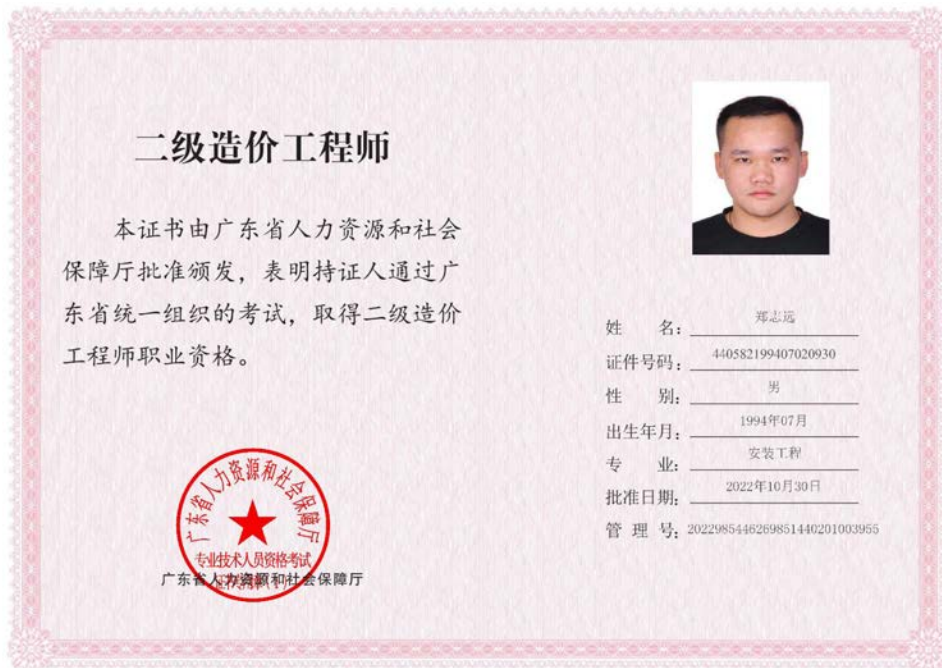 二级造价工程师
本证书由广东省人力资源和社会
保障厅批准颁发，表明持证人通过广
东省统一组织的考试，取得二级造价
工程师职业资格。
姓 名：郑志远
证件号码：440582199407020930
性 别：男
出生年月：1994年07月
专 业：安装工程
批准日期：2022年10月30日
管 理 号：20229854462698514402010039​55
广东省人力资源和社会保障厅
专业技术人员资格考试
广东省人力资源和社会保障厅